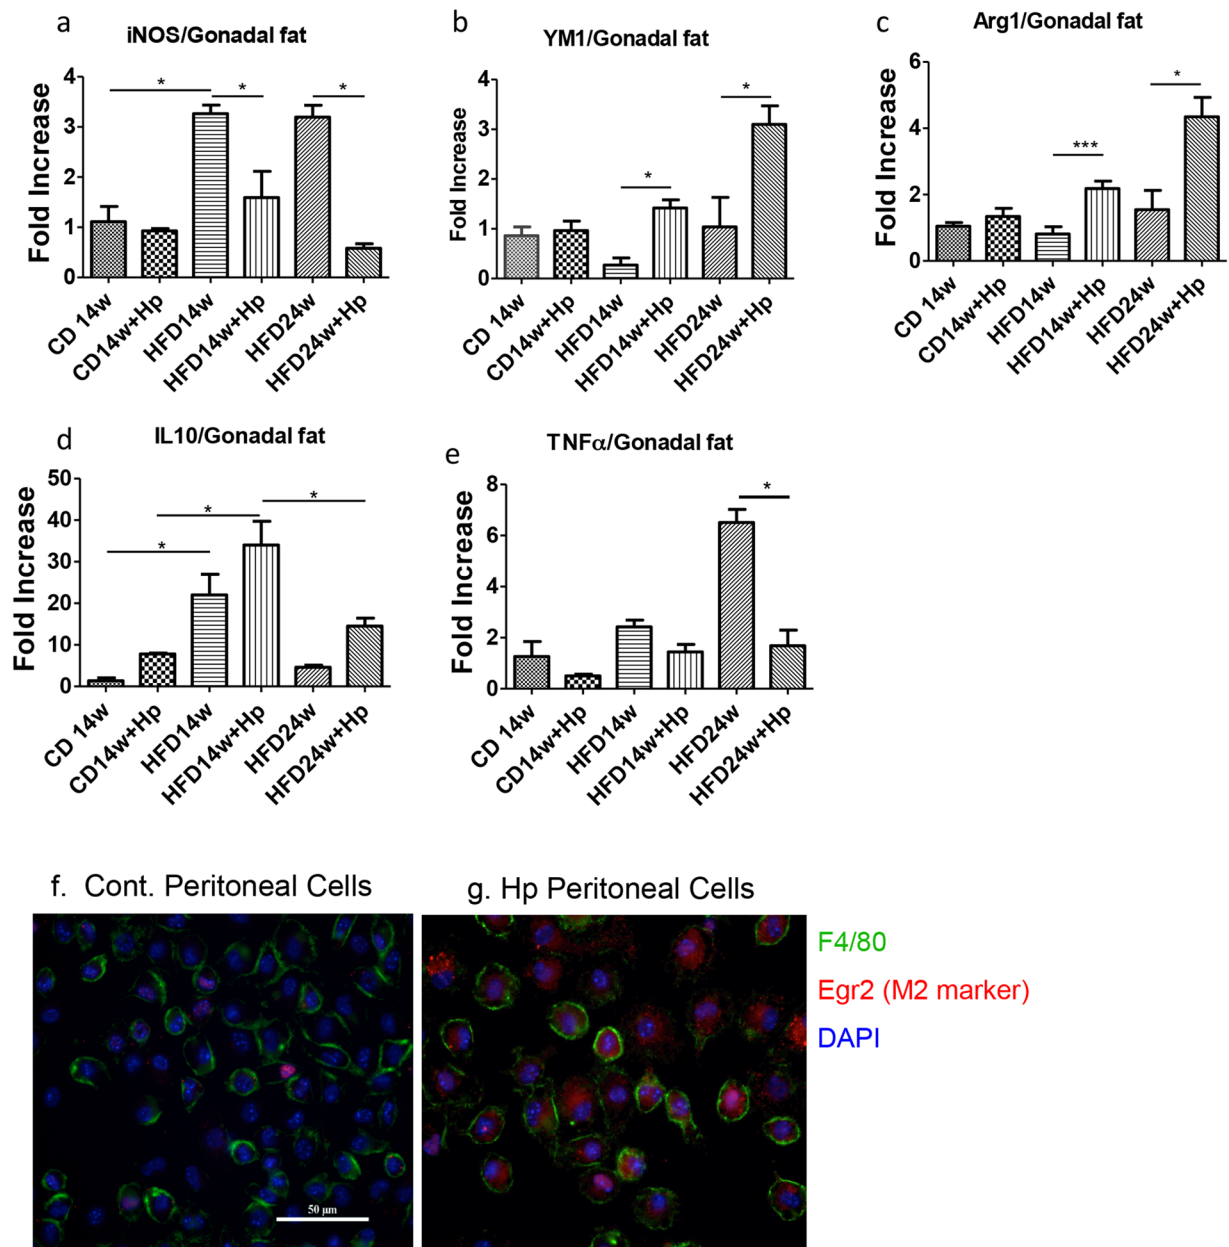 a
iNOS/Gonadal fat
Fold Increase
4
3
2
1
0
*
*
*
CD 14w
CD14w+Hp
HFD14w
HFD14w+Hp
HFD24w
HFD24w+Hp
b
YM1/Gonadal fat
Fold Increase
4
3
2
1
0
*
*
CD 14w
CD14w+Hp
HFD14w
HFD14w+Hp
HFD24w
HFD24w+Hp
c
Arg1/Gonadal fat
Fold Increase
6
4
2
0
***
*
CD 14w
CD14w+Hp
HFD14w
HFD14w+Hp
HFD24w
HFD24w+Hp
d
IL10/Gonadal fat
Fold Increase
50
40
30
20
10
0
*
*
*
CD 14w
CD14w+Hp
HFD14w
HFD14w+Hp
HFD24w
HFD24w+Hp
e
TNFα/Gonadal fat
Fold Increase
8
6
4
2
0
*
CD 14w
CD14w+Hp
HFD14w
HFD14w+Hp
HFD24w
HFD24w+Hp
f. Cont. Peritoneal Cells
50 µm
g. Hp Peritoneal Cells
F4/80
Egr2 (M2 marker)
DAPI